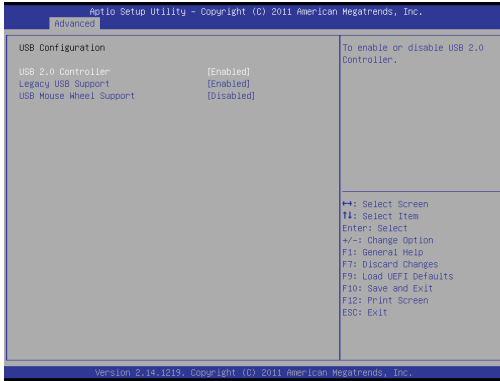 Aptio Setup Utility – Copyright (C) 2011 American Megatrends, Inc.
Advanced
USB Configuration
USB 2.0 Controller [Enabled]
Legacy USB Support [Enabled]
USB Mouse Wheel Support [Disabled]
To enable or disable USB 2.0
Controller.
↔: Select Screen
↑↓: Select Item
Enter: Select
+/-: Change Option
F1: General Help
F7: Discard Changes
F9: Load UEFI Defaults
F10: Save and Exit
F12: Print Screen
ESC: Exit
Version 2.14.1219. Copyright (C) 2011 American Megatrends, Inc.